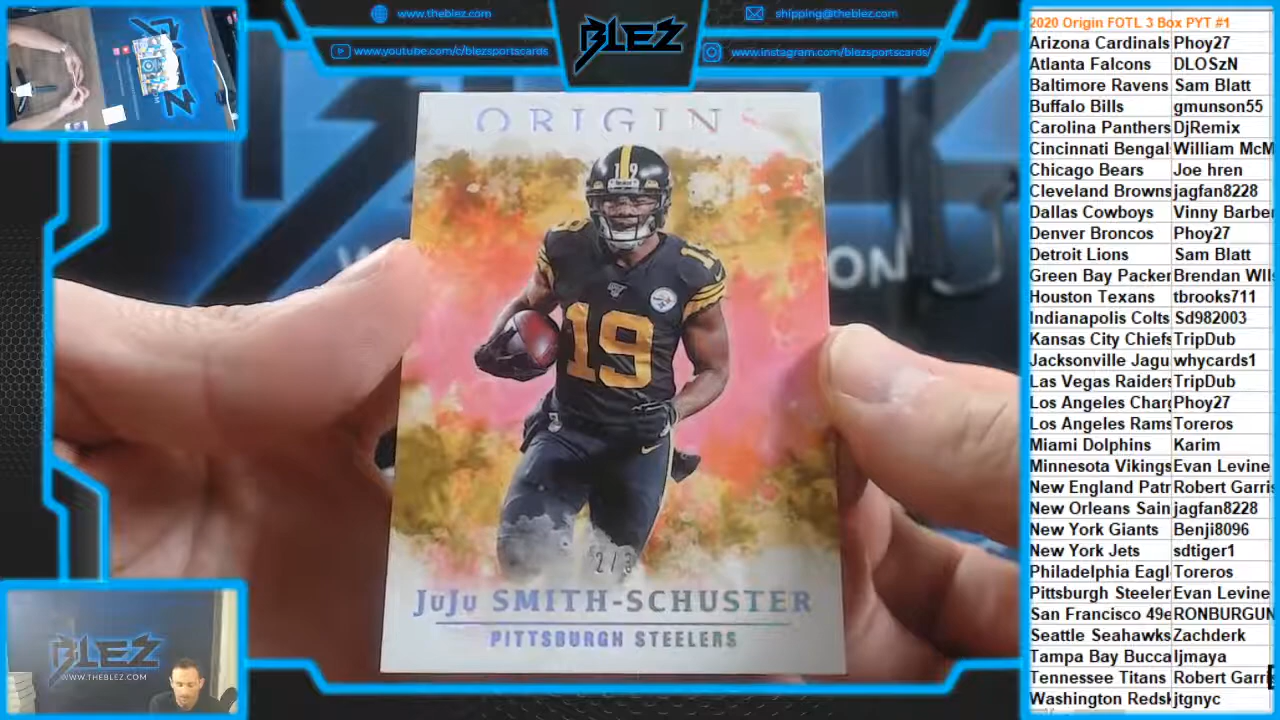 www.theblez.com
shipping@theblez.com
www.youtube.com/c/blezsportscards
BLEZ
www.instagram.com/blezsportscards/
ORIGINS
19
19
19
2/3
JuJu SMITH-SCHUSTER
PITTSBURGH STEELERS
ON
BLEZ
WWW.THEBLEZ.COM
2020 Origin FOTL 3 Box PYT #1
Arizona Cardinals Phoy27
Atlanta Falcons DLOSzN
Baltimore Ravens Sam Blatt
Buffalo Bills gmunson55
Carolina Panthers DjRemix
Cincinnati Bengal William McM
Chicago Bears Joe hren
Cleveland Browns jagfan8228
Dallas Cowboys Vinny Barber
Denver Broncos Phoy27
Detroit Lions Sam Blatt
Green Bay Packer Brendan WIls
Houston Texans tbrooks711
Indianapolis Colts Sd982003
Kansas City Chiefs TripDub
Jacksonville Jagu whycards1
Las Vegas Raiders TripDub
Los Angeles Charg Phoy27
Los Angeles Rams Toreros
Miami Dolphins Karim
Minnesota Vikings Evan Levine
New England Patr Robert Garris
New Orleans Sain jagfan8228
New York Giants Benji8096
New York Jets sdtiger1
Philadelphia Eagl Toreros
Pittsburgh Steeler Evan Levine
San Francisco 49e RONBURGUN
Seattle Seahawks Zachderk
Tampa Bay Bucca ljmaya
Tennessee Titans Robert Garris
Washington Redsk jtgnyc